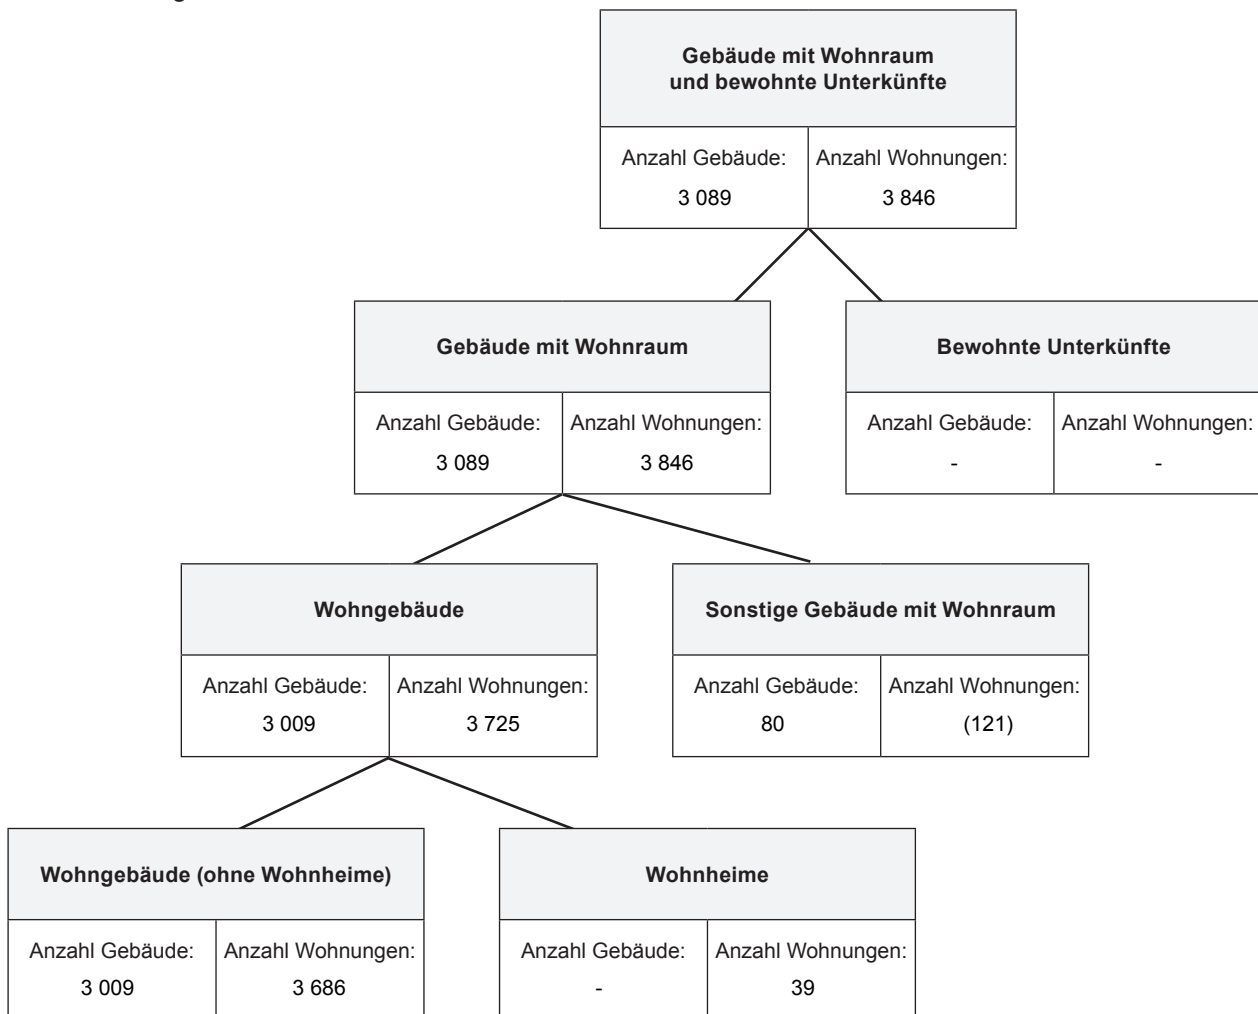 Gebäude mit Wohnraum
und bewohnte Unterkünfte
Anzahl Gebäude:
Anzahl Wohnungen:
3 089
3 846
Gebäude mit Wohnraum
Bewohnte Unterkünfte
Anzahl Gebäude:
Anzahl Wohnungen:
Anzahl Gebäude:
Anzahl Wohnungen:
3 089
3 846
-
-
Wohngebäude
Sonstige Gebäude mit Wohnraum
Anzahl Gebäude:
Anzahl Wohnungen:
Anzahl Gebäude:
Anzahl Wohnungen:
3 009
3 725
80
(121)
Wohngebäude (ohne Wohnheime)
Wohnheime
Anzahl Gebäude:
Anzahl Wohnungen:
Anzahl Gebäude:
Anzahl Wohnungen:
3 009
3 686
-
39